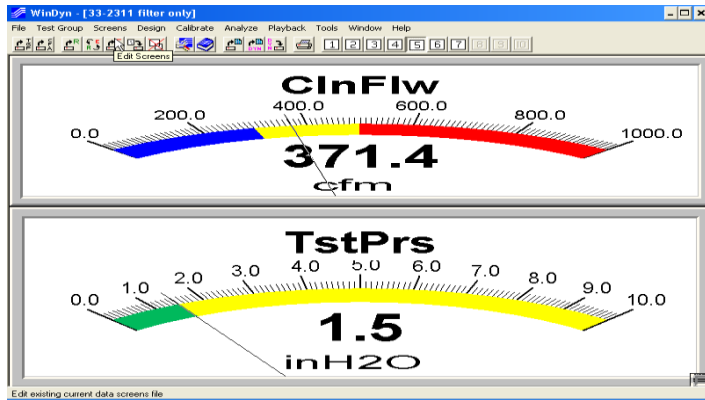 WinDyn - [33-2311 filter only]
File Test Group Screens Design Calibrate Analyze Playback Tools Window Help
1 2 3 4 5 6 7 8 9 10
Edit Screens
ClnFlw
0.0 200.0 400.0 600.0 800.0 1000.0
371.4
cfm
TstPrs
0.0 1.0 2.0 3.0 4.0 5.0 6.0 7.0 8.0 9.0 10.0
1.5
inH2O
Edit existing current data screens file